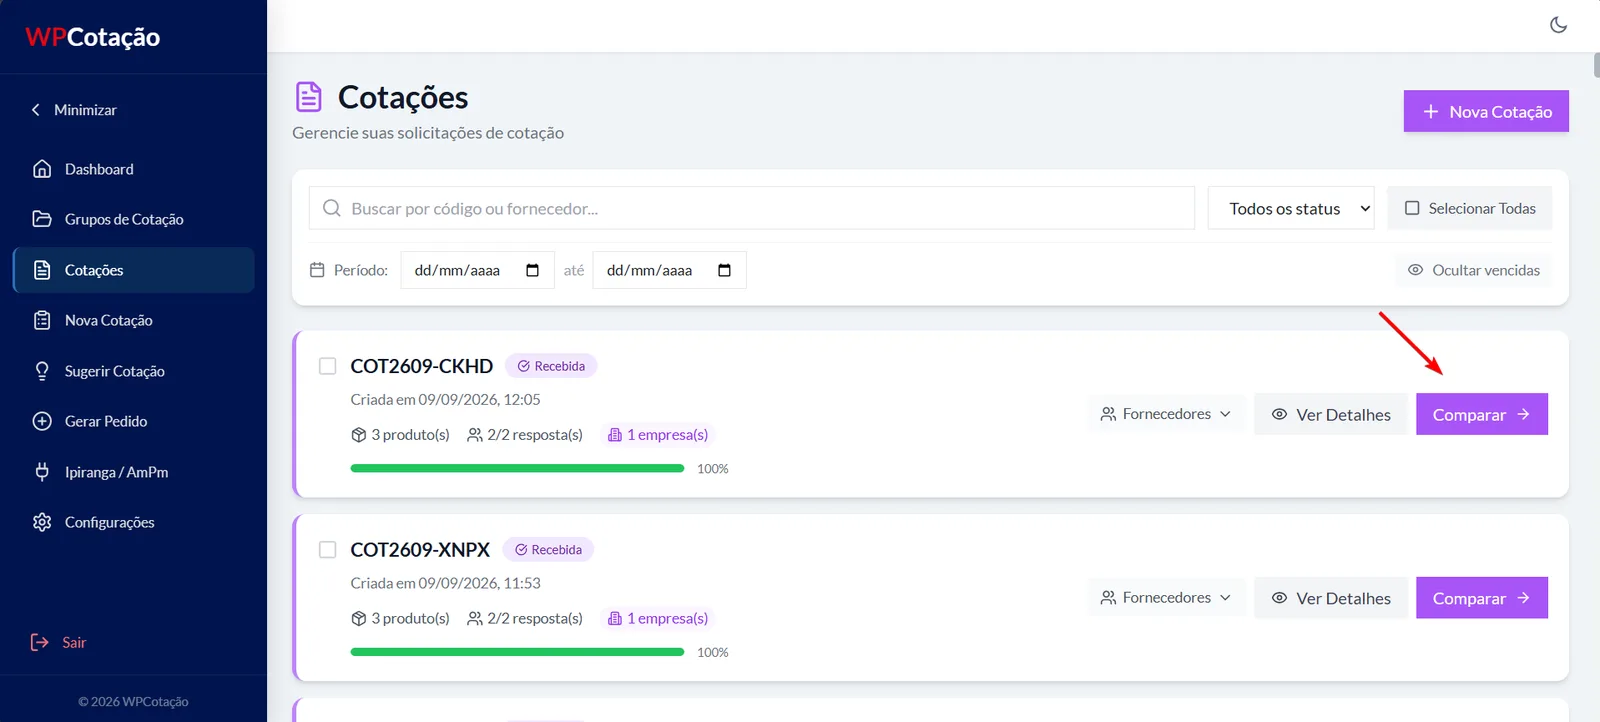 WPCotação
Minimizar
Dashboard
Grupos de Cotação
Cotações
Nova Cotação
Sugerir Cotação
Gerar Pedido
Ipiranga / AmPm
Configurações
Sair
© 2026 WPCotação
Cotações
Gerencie suas solicitações de cotação
Nova Cotação
Buscar por código ou fornecedor...
Todos os status
Selecionar Todas
Período: dd/mm/aaaa até dd/mm/aaaa
Ocultar vencidas
COT2609-CKHD Recebida
Criada em 09/09/2026, 12:05
3 produto(s) 2/2 resposta(s) 1 empresa(s)
100%
Fornecedores Ver Detalhes Comparar
COT2609-XNPX Recebida
Criada em 09/09/2026, 11:53
3 produto(s) 2/2 resposta(s) 1 empresa(s)
100%
Fornecedores Ver Detalhes Comparar